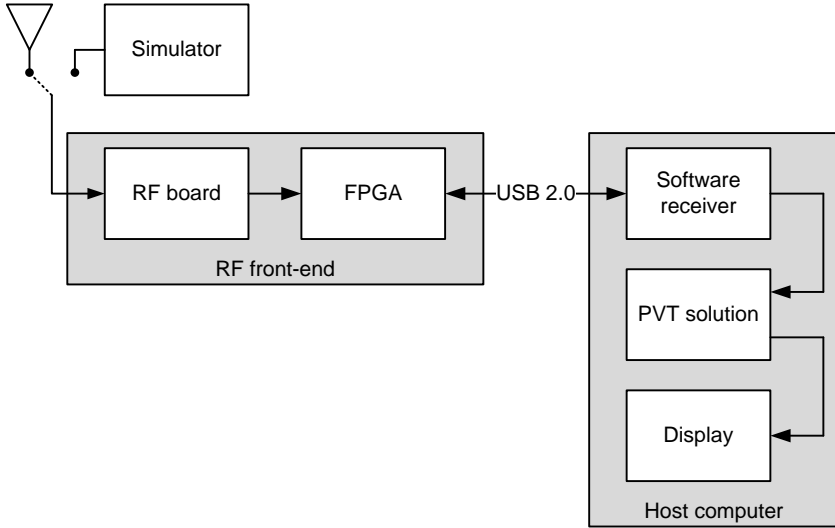 Simulator
RF board
FPGA
RF front-end
USB 2.0
Software
receiver
PVT solution
Display
Host computer